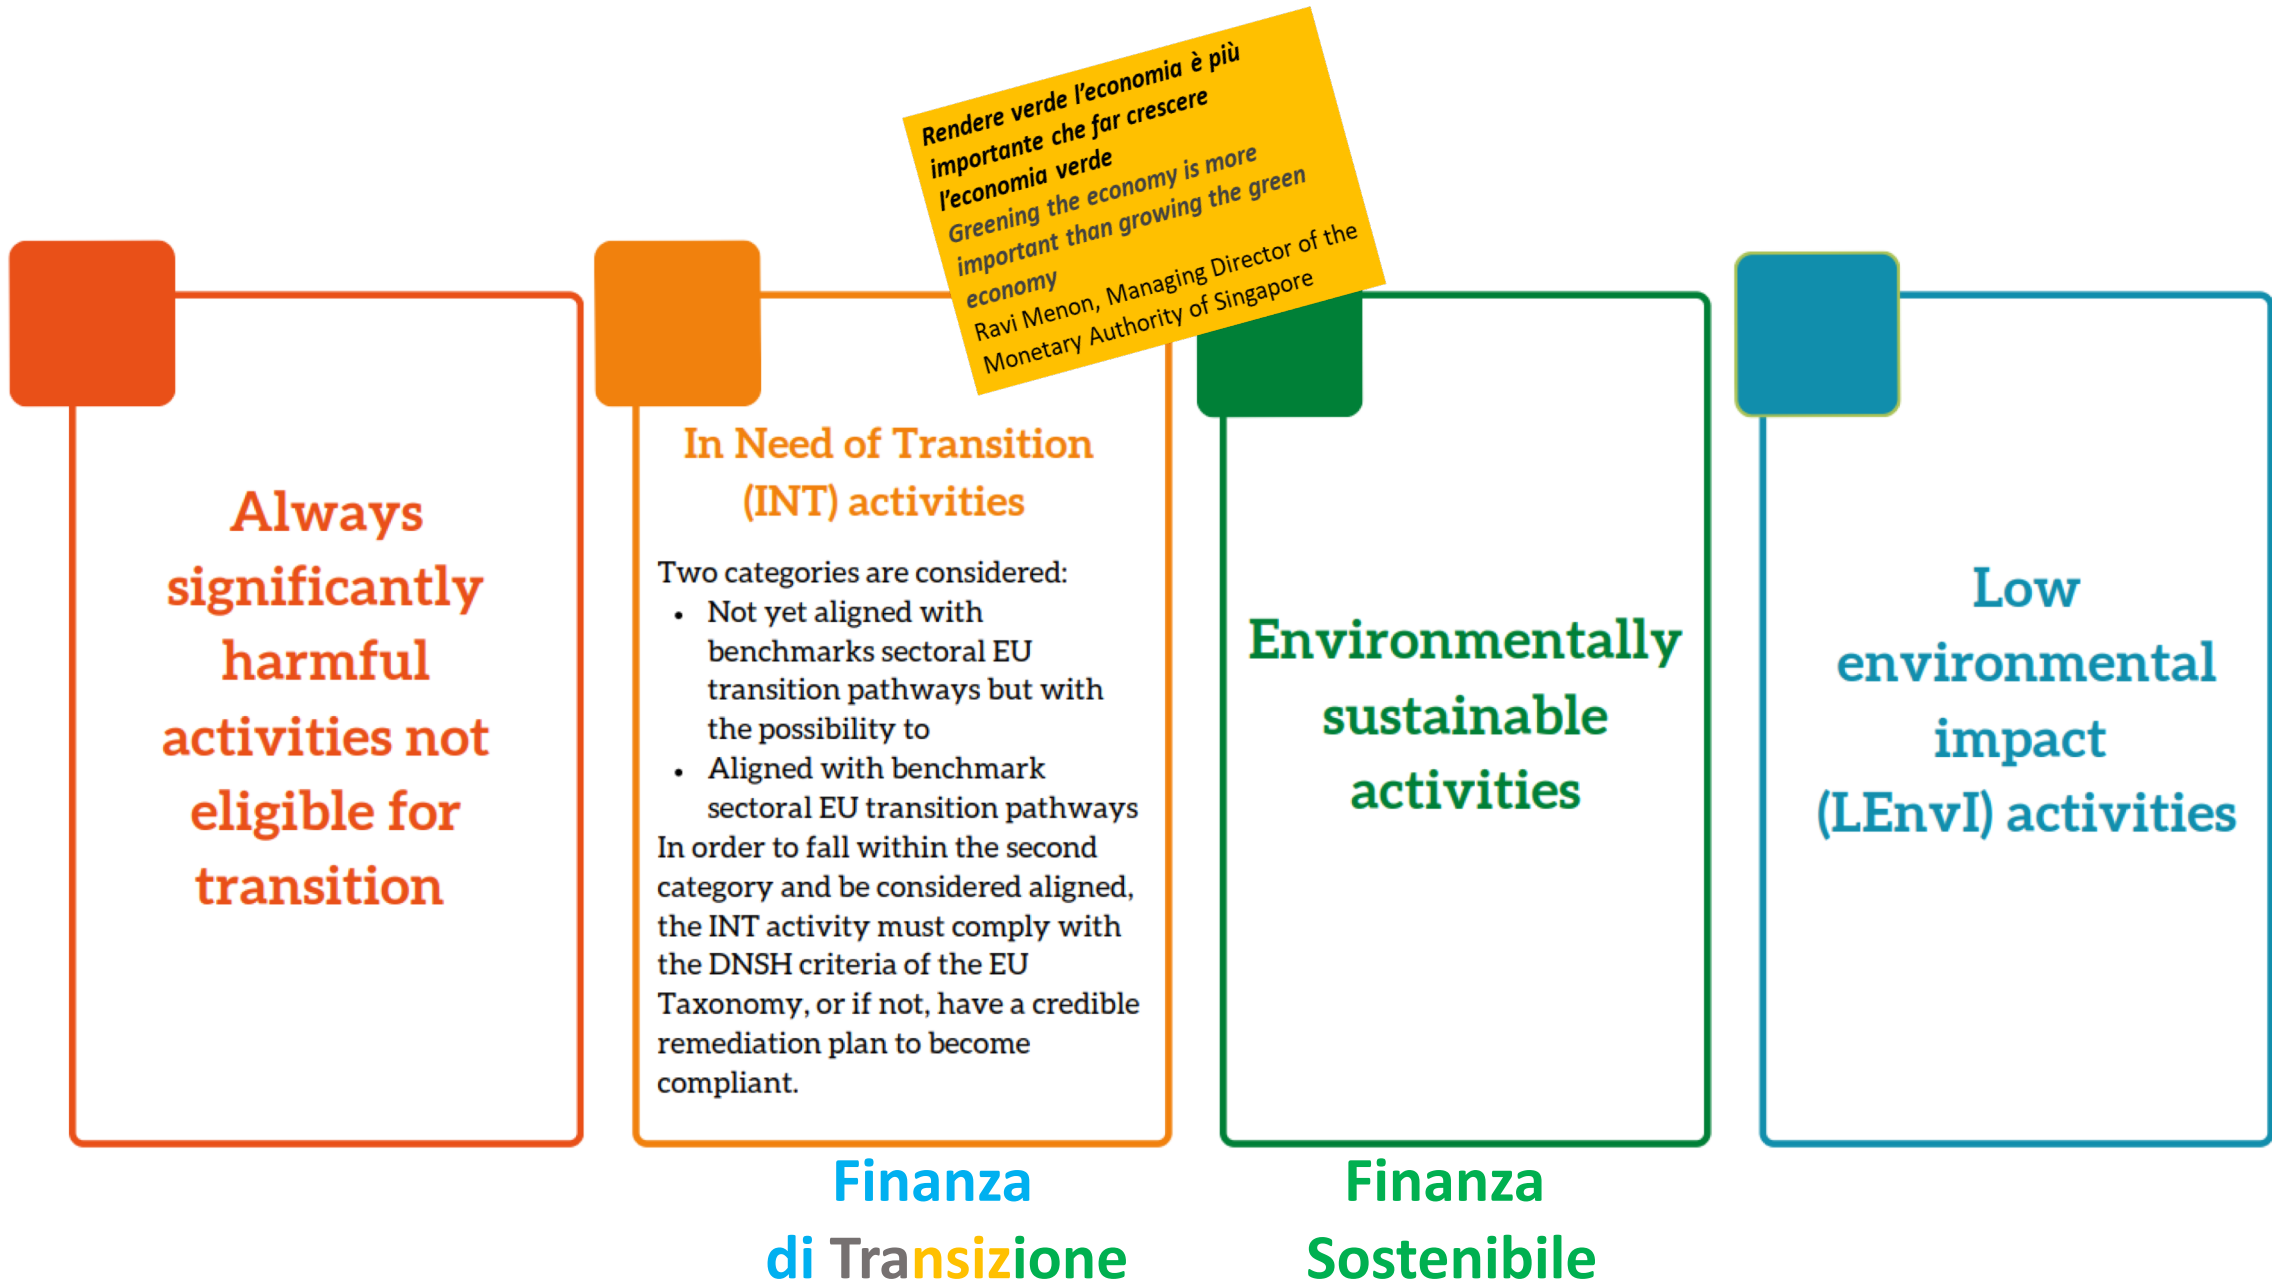 Rendere verde l’economia è più
importante che far crescere
l’economia verde
Greening the economy is more
important than growing the green
economy
Ravi Menon, Managing Director of the
Monetary Authority of Singapore
Always
significantly
harmful
activities not
eligible for
transition
In Need of Transition
(INT) activities
Two categories are considered:
• Not yet aligned with
benchmarks sectoral EU
transition pathways but with
the possibility to
• Aligned with benchmark
sectoral EU transition pathways
In order to fall within the second
category and be considered aligned,
the INT activity must comply with
the DNSH criteria of the EU
Taxonomy, or if not, have a credible
remediation plan to become
compliant.
Environmentally
sustainable
activities
Low
environmental
impact
(LEnvI) activities
Finanza
di Transizione
Finanza
Sostenibile